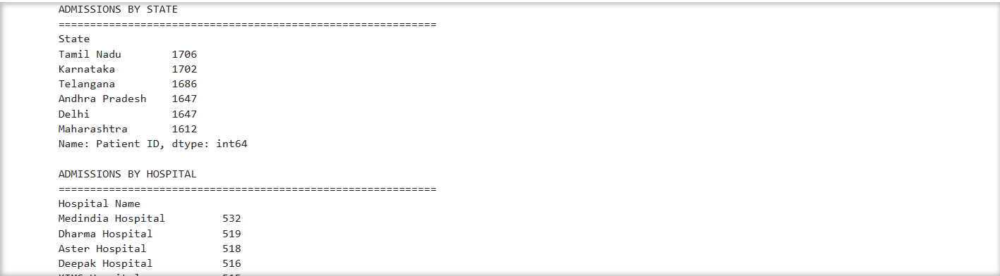 ADMISSIONS BY STATE
============================================================
State
Tamil Nadu        1706
Karnataka         1702
Telangana         1686
Andhra Pradesh    1647
Delhi             1647
Maharashtra       1612
Name: Patient ID, dtype: int64
ADMISSIONS BY HOSPITAL
============================================================
Hospital Name
Medindia Hospital         532
Dharma Hospital           519
Aster Hospital            518
Deepak Hospital           516